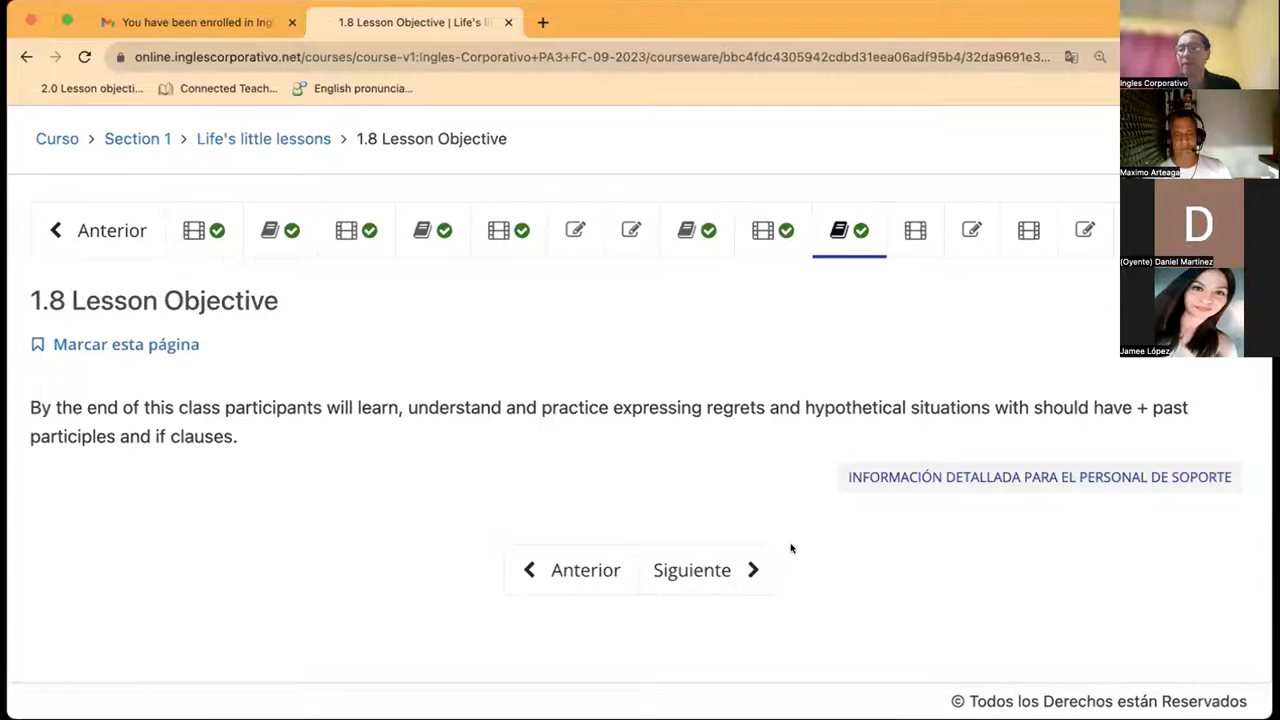 You have been enrolled in Ingl
1.8 Lesson Objective | Life's li
online.inglescorporativo.net/courses/course-v1:Ingles-Corporativo+PA3+FC-09-2023/courseware/bbc4fdc4305942cdbd31eea06adf95b4/32da9691e3...
2.0 Lesson objecti... Connected Teach... English pronuncia...
Ingles Corporativo
Curso > Section 1 > Life's little lessons > 1.8 Lesson Objective
Maximo Arteaga
Anterior
D
(Oyente) Daniel Martinez
1.8 Lesson Objective
Marcar esta página
Jamee López
By the end of this class participants will learn, understand and practice expressing regrets and hypothetical situations with should have + past
participles and if clauses.
INFORMACIÓN DETALLADA PARA EL PERSONAL DE SOPORTE
Anterior Siguiente
© Todos los Derechos están Reservados